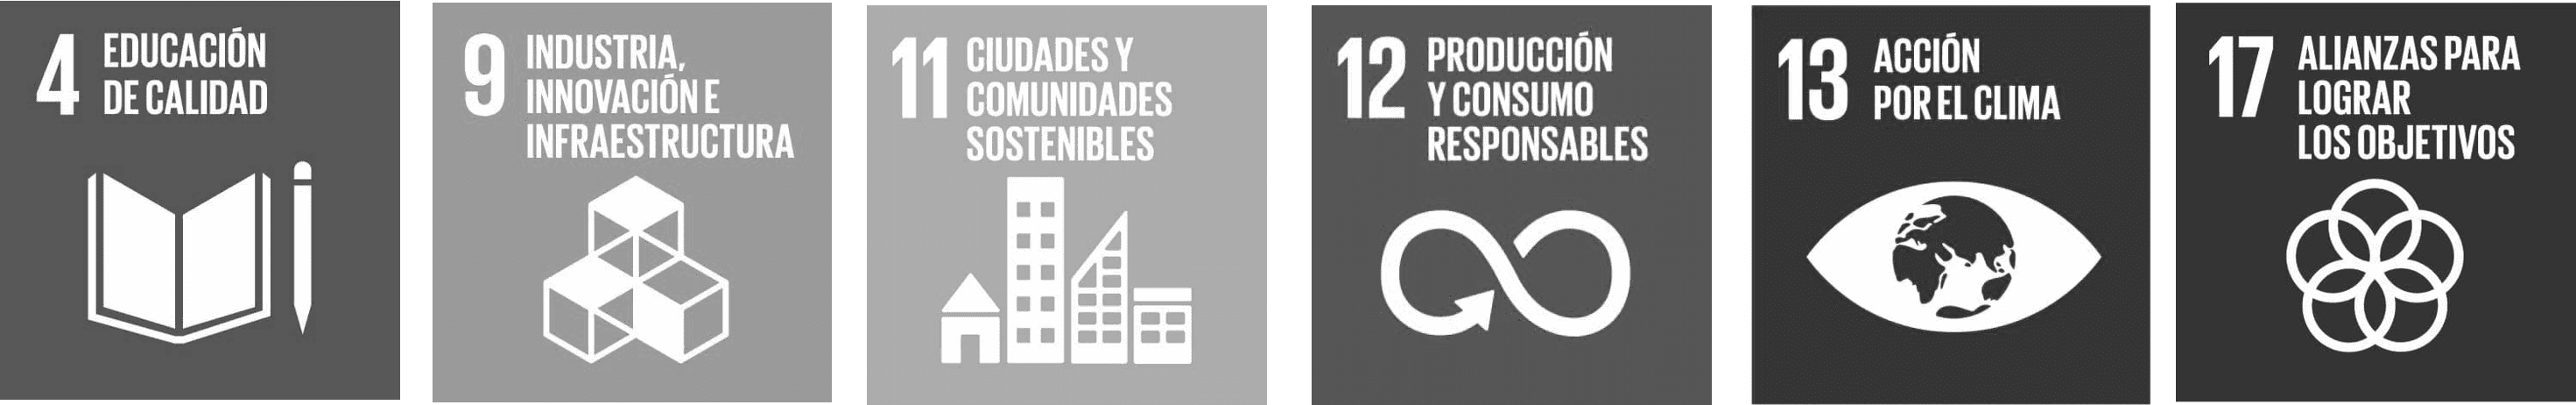 4 EDUCACIÓN
DE CALIDAD
9 INDUSTRIA,
INNOVACIÓN E
INFRAESTRUCTURA
11 CIUDADES Y
COMUNIDADES
SOSTENIBLES
12 PRODUCCIÓN
Y CONSUMO
RESPONSABLES
13 ACCIÓN
POR EL CLIMA
17 ALIANZAS PARA
LOGRAR
LOS OBJETIVOS